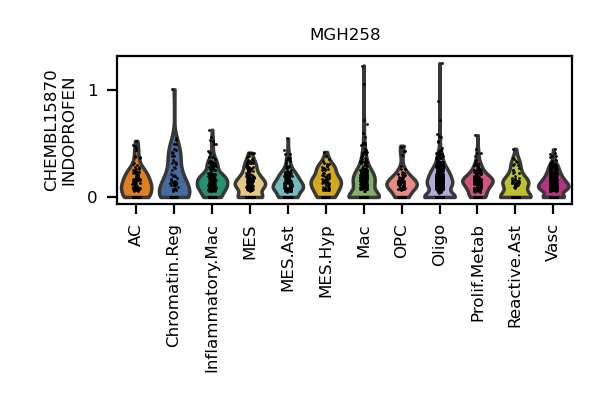 MGH258
CHEMBL15870
INDOPROFEN
1
0
AC
Chromatin.Reg
Inflammatory.Mac
MES
MES.Ast
MES.Hyp
Mac
OPC
Oligo
Prolif.Metab
Reactive.Ast
Vasc